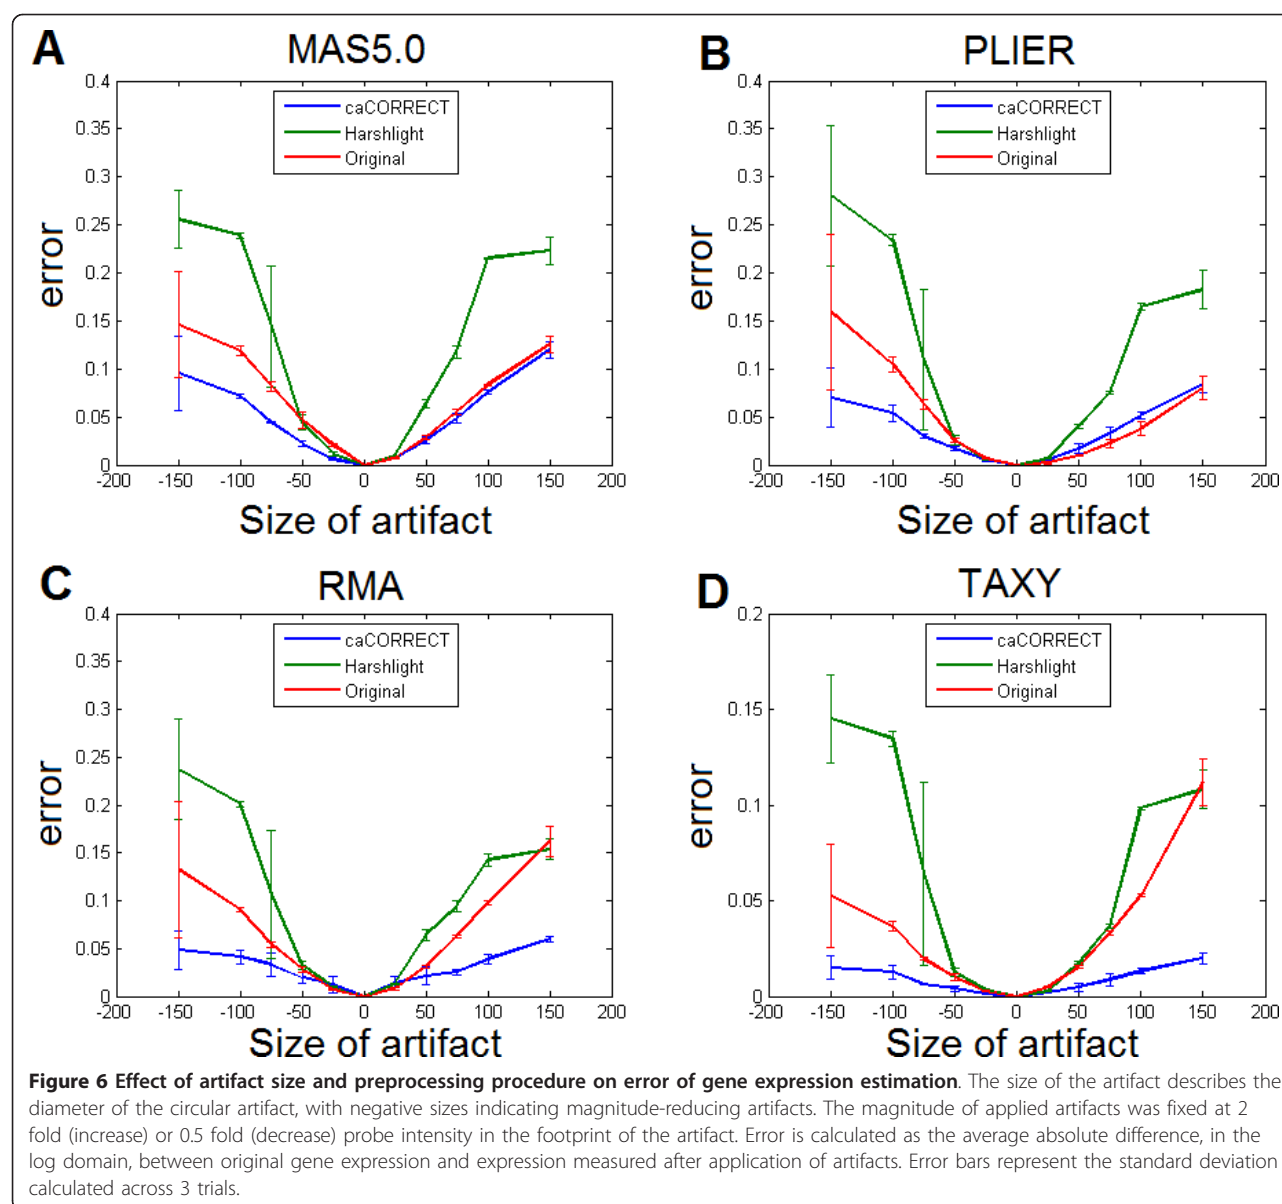 A
MAS5.0
0.4
0.35
0.3
0.25
0.2
0.15
0.1
0.05
0
error
caCORRECT
Harshlight
Original
-200 -150 -100 -50 0 50 100 150 200
Size of artifact
B
PLIER
0.4
0.35
0.3
0.25
0.2
0.15
0.1
0.05
0
error
caCORRECT
Harshlight
Original
-200 -150 -100 -50 0 50 100 150 200
Size of artifact
C
RMA
0.4
0.35
0.3
0.25
0.2
0.15
0.1
0.05
0
error
caCORRECT
Harshlight
Original
-200 -150 -100 -50 0 50 100 150 200
Size of artifact
D
TAXY
0.2
0.15
0.1
0.05
0
error
caCORRECT
Harshlight
Original
-200 -150 -100 -50 0 50 100 150 200
Size of artifact
Figure 6 Effect of artifact size and preprocessing procedure on error of gene expression estimation. The size of the artifact describes the
diameter of the circular artifact, with negative sizes indicating magnitude-reducing artifacts. The magnitude of applied artifacts was fixed at 2
fold (increase) or 0.5 fold (decrease) probe intensity in the footprint of the artifact. Error is calculated as the average absolute difference, in the
log domain, between original gene expression and expression measured after application of artifacts. Error bars represent the standard deviation
calculated across 3 trials.